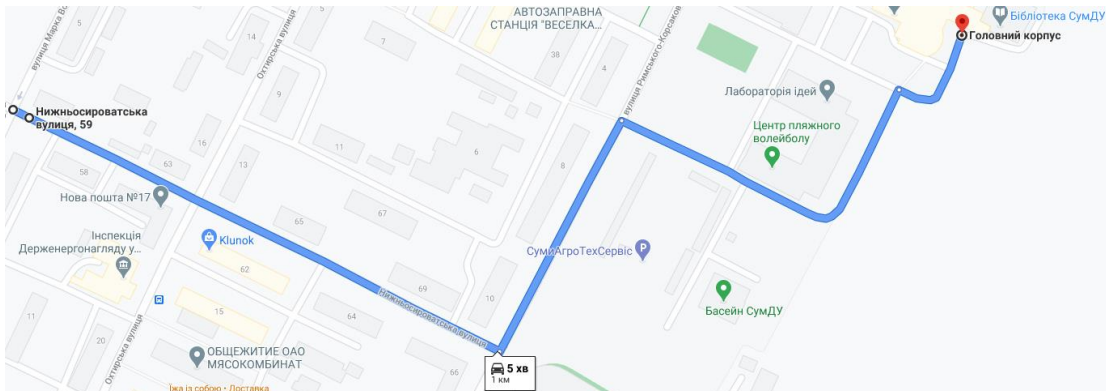 АВТОЗАПРАВНА
СТАНЦІЯ "ВЕСЕЛКА...
Бібліотека СумДУ
Головний корпус
вулиця Марка Во
5
14
Охтирська вулиця
7
5
4
38
вулиця Римського-Корсакова
Лабораторія ідей
Нижньосироватська
вулиця, 59
9
11
16
6
8
Центр пляжного
волейболу
63
13
58
Нова пошта №17
67
65
Інспекція
Держенергонагляду у...
Klunok
62
СумиАгроТехСервіс
P
69
10
Нижньосироватська вулиця
Басейн СумДУ
15
64
11
20
Охтирська вулиця
ОБЩЕЖИТИЕ ОАО
МЯСОКОМБИНАТ
66
5 хв
1 км
Їжа із собою • Доставка